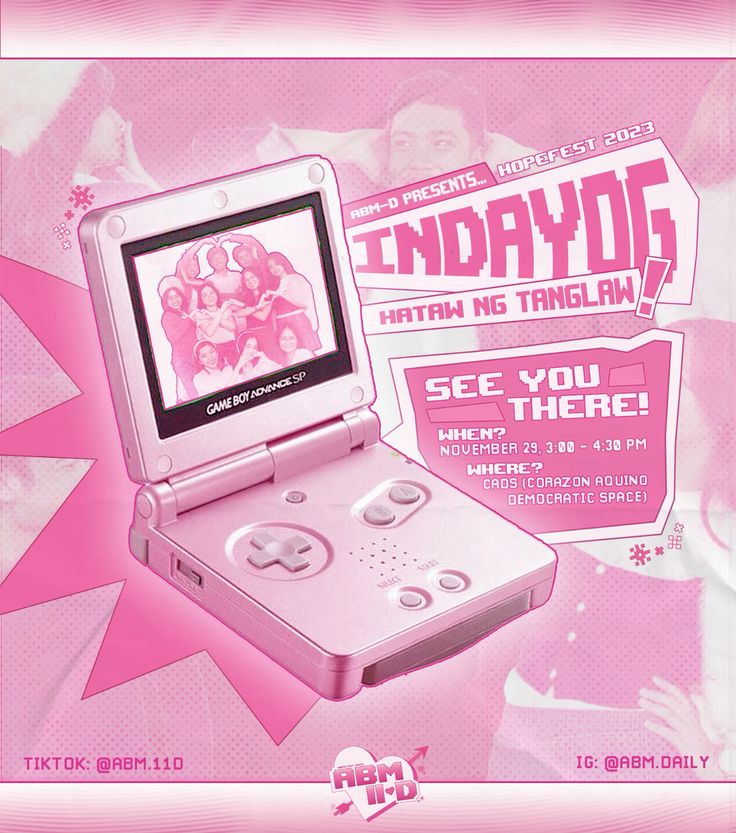 HOPEFEST 2023
ABM-D PRESENTS...
INDAYOG
HATAW NG TANGLAW!
SEE YOU
THERE!
WHEN?
NOVEMBER 29, 3:00 - 4:30 PM
WHERE?
CADS (CORAZON AQUINO
DEMOCRATIC SPACE)
GAME BOY ADVANCE SP
SELECT
START
TIKTOK: @ABM.11D
ABM
11 D
IG: @ABM.DAILY